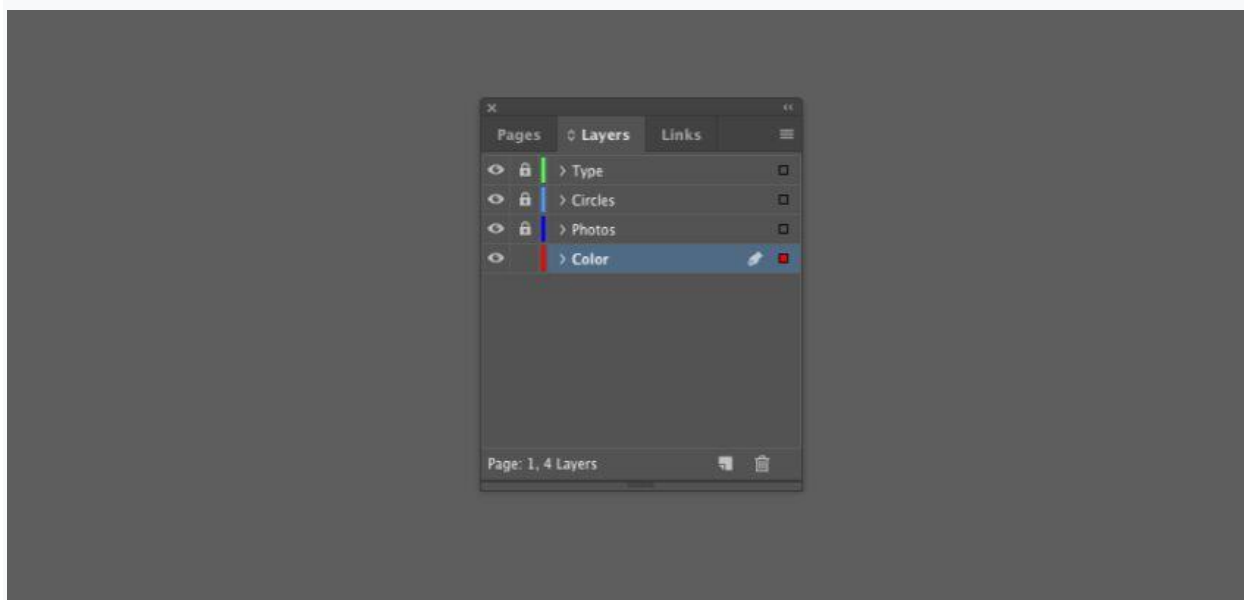 Pages Layers Links
Type
Circles
Photos
Color
Page: 1, 4 Layers